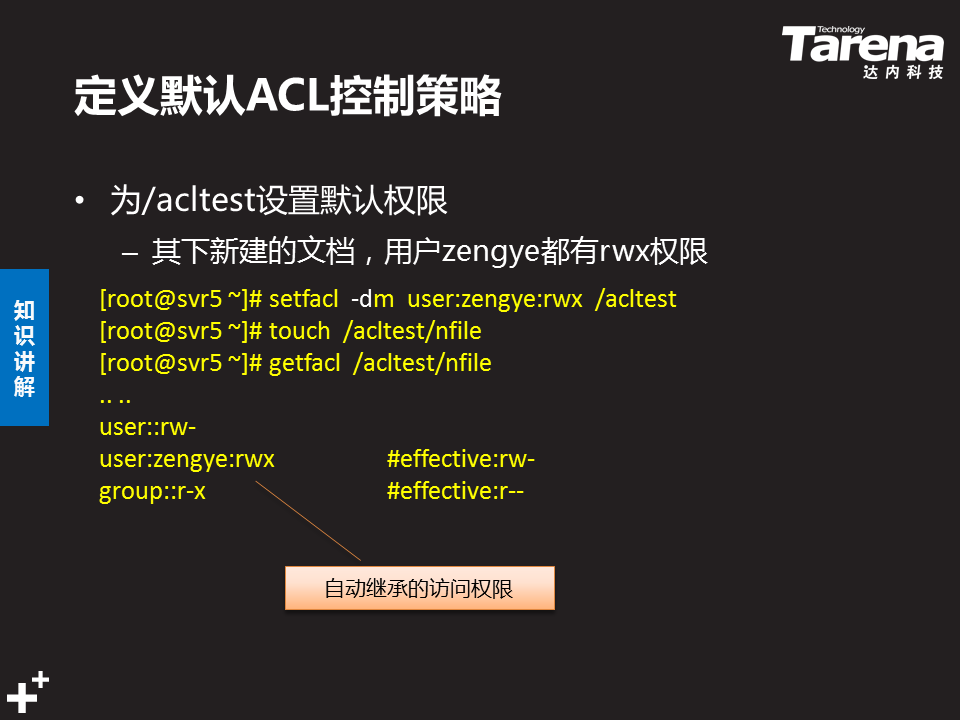 Technology
Tarena
达内科技
定义默认ACL控制策略
• 为/acltest设置默认权限
– 其下新建的文档，用户zengye都有rwx权限
知识讲解
[root@svr5 ~]# setfacl -dm user:zengye:rwx /acltest
[root@svr5 ~]# touch /acltest/nfile
[root@svr5 ~]# getfacl /acltest/nfile
.. ..
user::rw-
user:zengye:rwx #effective:rw-
group::r-x #effective:r--
自动继承的访问权限